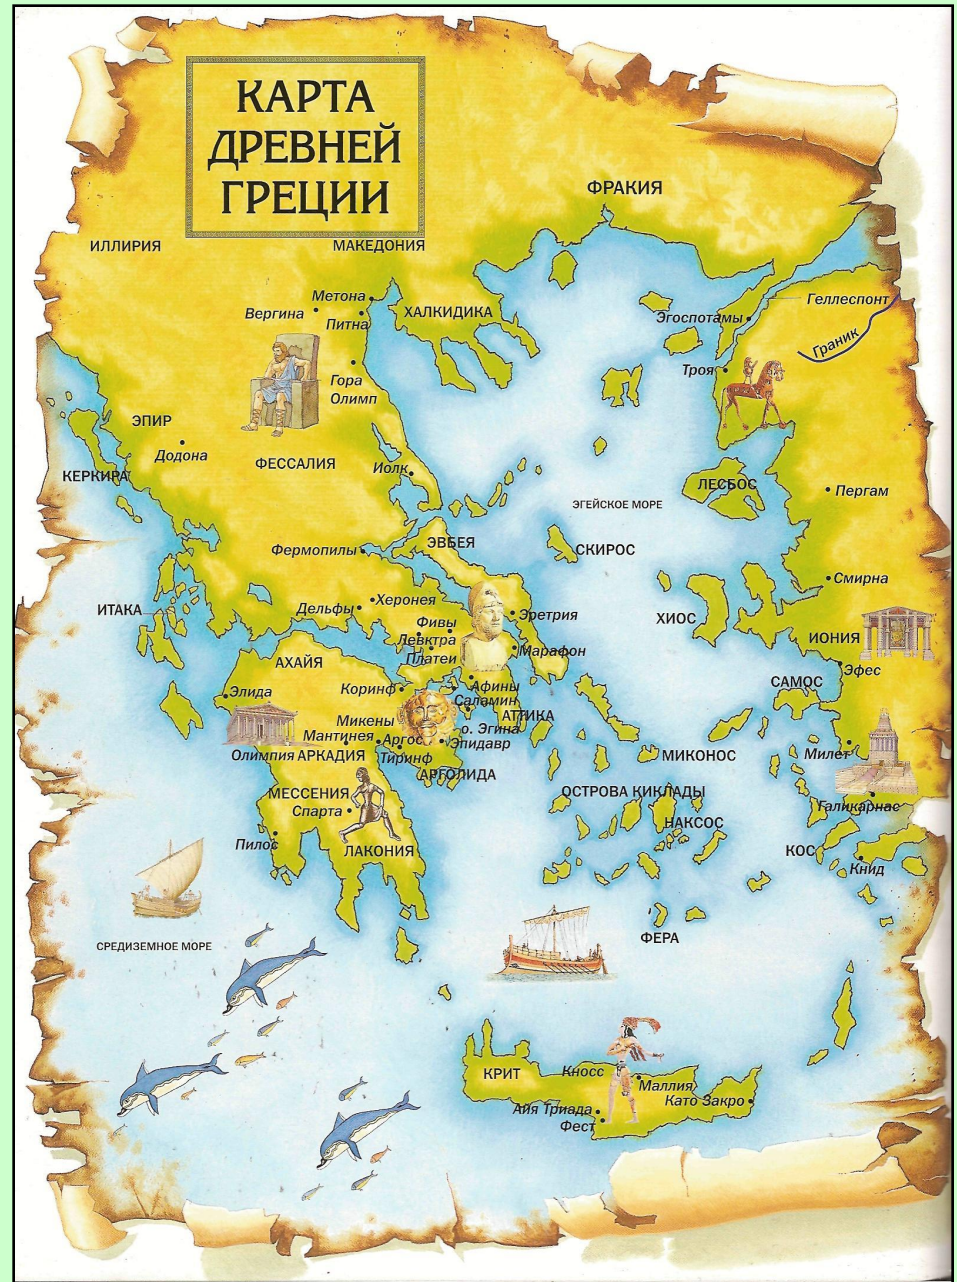 КАРТА
ДРЕВНЕЙ
ГРЕЦИИ
ФРАКИЯ
ИЛЛИРИЯ
МАКЕДОНИЯ
Метона
Вергина
Питна
ХАЛКИДИКА
Геллеспонт
Эгоспотамы
Граник
Троя
Гора
Олимп
ЭПИР
Додона
ФЕССАЛИЯ
Иолк
КЕРКИРА
ЛЕСБОС
Пергам
ЭГЕЙСКОЕ МОРЕ
ЭВБЕЯ
СКИРОС
Фермопилы
Смирна
ИТАКА
Дельфы
Херонея
Фивы
Левктра
Платеи
Эретрия
Марафон
ХИОС
ИОНИЯ
Эфес
АХАЙЯ
Элида
Коринф
Афины
Саламин
АТТИКА
САМОС
Микены
Мантинея
Аргос
о. Эгина
Эпидавр
Олимпия
АРКАДИЯ
Тиринф
АРГОЛИДА
МИКОНОС
Милет
МЕССЕНИЯ
Спарта
ОСТРОВА КИКЛАДЫ
НАКСОС
Галикарнас
Пилос
ЛАКОНИЯ
КОС
Книд
СРЕДИЗЕМНОЕ МОРЕ
ФЕРА
КРИТ
Кносс
Маллия
Като Закро
Айя Триада
Фест